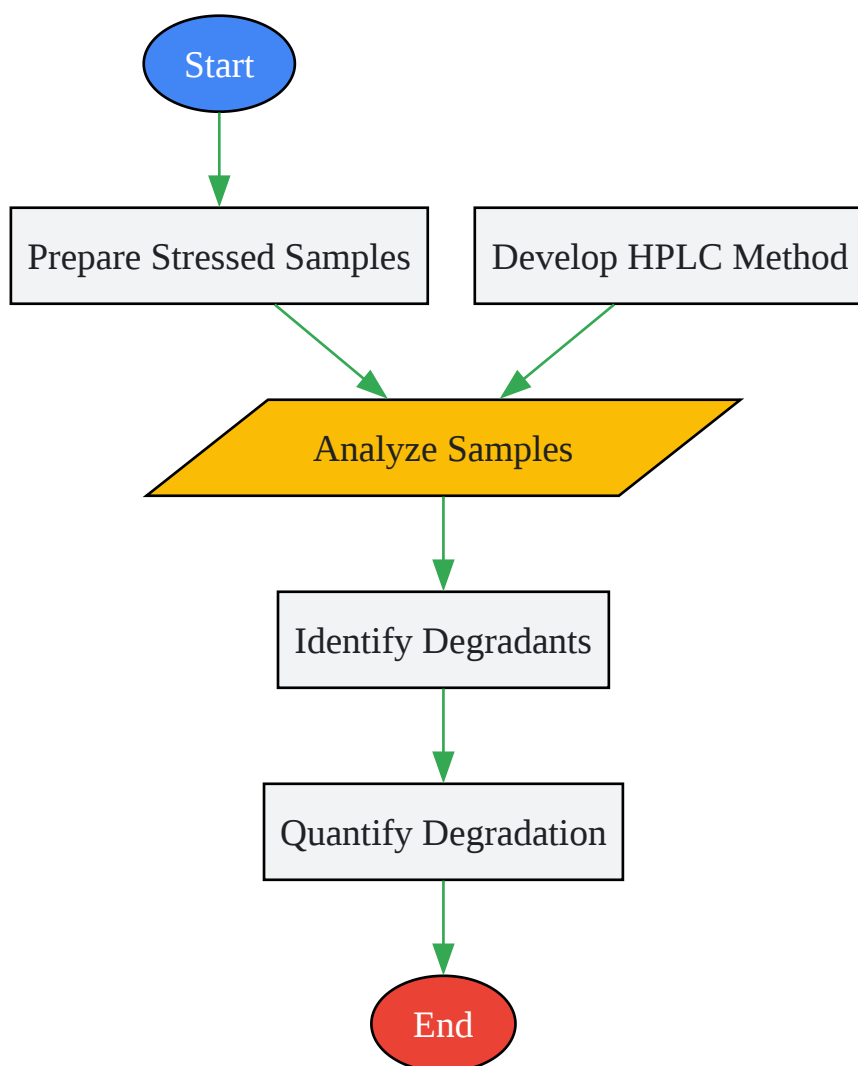 Start
Prepare Stressed Samples
Develop HPLC Method
Analyze Samples
Identify Degradants
Quantify Degradation
End